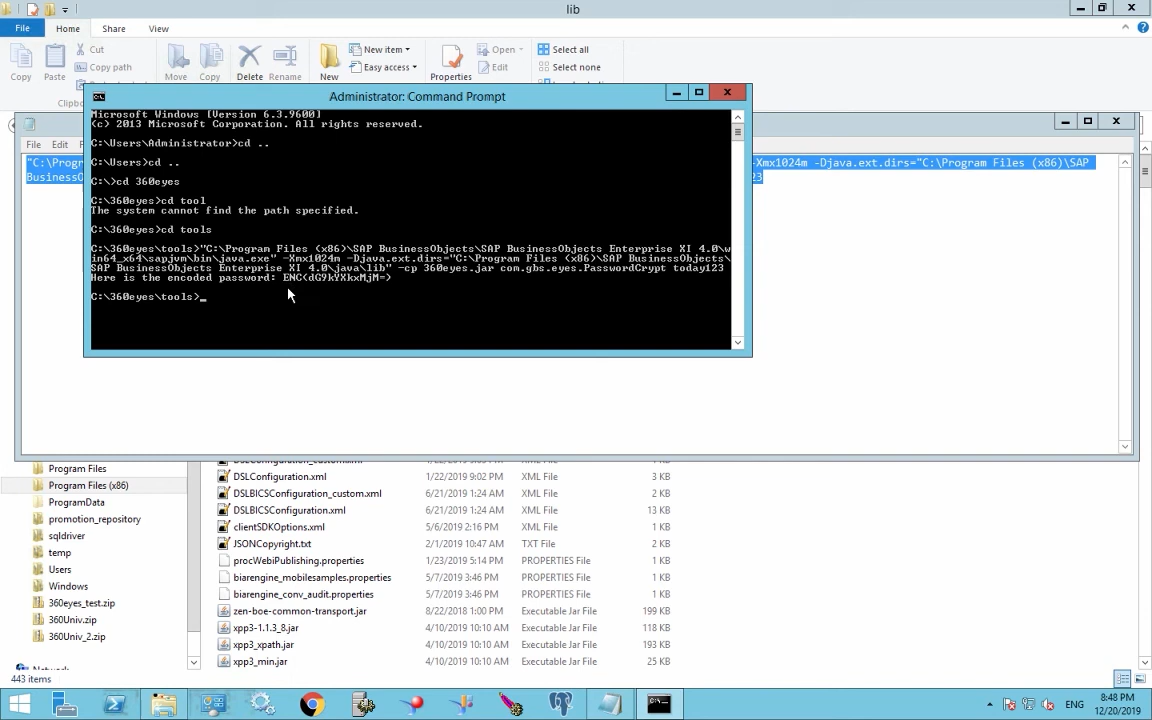 lib
File Home Share View
Copy Paste Cut Copy path Move Copy Delete Rename New New item Easy access Properties Open Edit Select all Select none
Administrator: Command Prompt
Microsoft Windows [Version 6.3.9600]
(c) 2013 Microsoft Corporation. All rights reserved.
C:\Users\Administrator>cd ..
C:\Users>cd ..
C:\>cd 360eyes
C:\360eyes>cd tool
The system cannot find the path specified.
C:\360eyes>cd tools
C:\360eyes\tools>"C:\Program Files (x86)\SAP BusinessObjects\SAP BusinessObjects Enterprise XI 4.0\w
in64_x64\sapjvm\bin\java.exe" -Xmx1024m -Djava.ext.dirs="C:\Program Files (x86)\SAP BusinessObjects\
SAP BusinessObjects Enterprise XI 4.0\java\lib" -cp 360eyes.jar com.gbs.eyes.PasswordCrypt today123
Here is the encoded password: ENC(dG9kYXkxMjM=)
C:\360eyes\tools>_
File Edit
"C:\Progr -Xmx1024m -Djava.ext.dirs="C:\Program Files (x86)\SAP
BusinessO 23
Program Files
Program Files (x86)
ProgramData
promotion_repository
sqldriver
temp
Users
Windows
360eyes_test.zip
360Univ.zip
360Univ_2.zip
DSLConfiguration.xml 1/22/2019 9:02 PM XML File 3 KB
DSLBICSConfiguration_custom.xml 6/21/2019 1:24 AM XML File 2 KB
DSLBICSConfiguration.xml 6/21/2019 1:24 AM XML File 13 KB
clientSDKOptions.xml 5/6/2019 2:16 PM XML File 1 KB
JSONCopyright.txt 2/1/2019 10:47 AM TXT File 2 KB
procWebiPublishing.properties 1/23/2019 5:14 PM PROPERTIES File 1 KB
biarengine_mobilesamples.properties 5/7/2019 3:46 PM PROPERTIES File 1 KB
biarengine_conv_audit.properties 5/7/2019 3:46 PM PROPERTIES File 1 KB
zen-boe-common-transport.jar 8/22/2018 1:00 PM Executable Jar File 199 KB
xpp3-1.1.3_8.jar 4/10/2019 10:10 AM Executable Jar File 118 KB
xpp3_xpath.jar 4/10/2019 10:10 AM Executable Jar File 193 KB
xpp3_min.jar 4/10/2019 10:10 AM Executable Jar File 25 KB
443 items
ENG
8:48 PM
12/20/2019